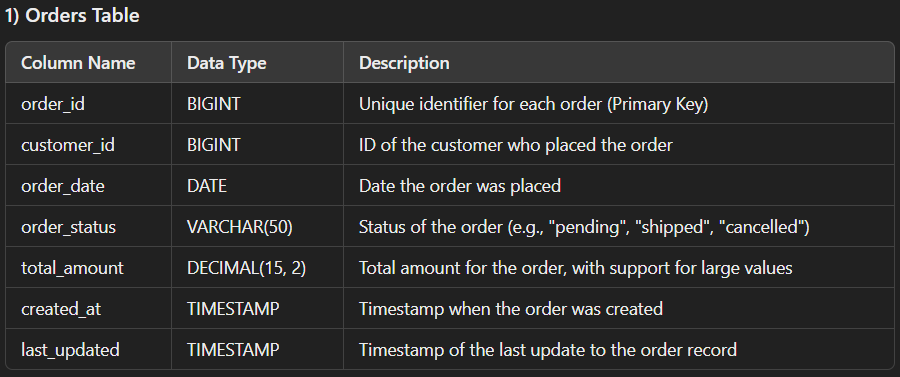 1) Orders Table
Column Name Data Type Description
order_id BIGINT Unique identifier for each order (Primary Key)
customer_id BIGINT ID of the customer who placed the order
order_date DATE Date the order was placed
order_status VARCHAR(50) Status of the order (e.g., "pending", "shipped", "cancelled")
total_amount DECIMAL(15, 2) Total amount for the order, with support for large values
created_at TIMESTAMP Timestamp when the order was created
last_updated TIMESTAMP Timestamp of the last update to the order record